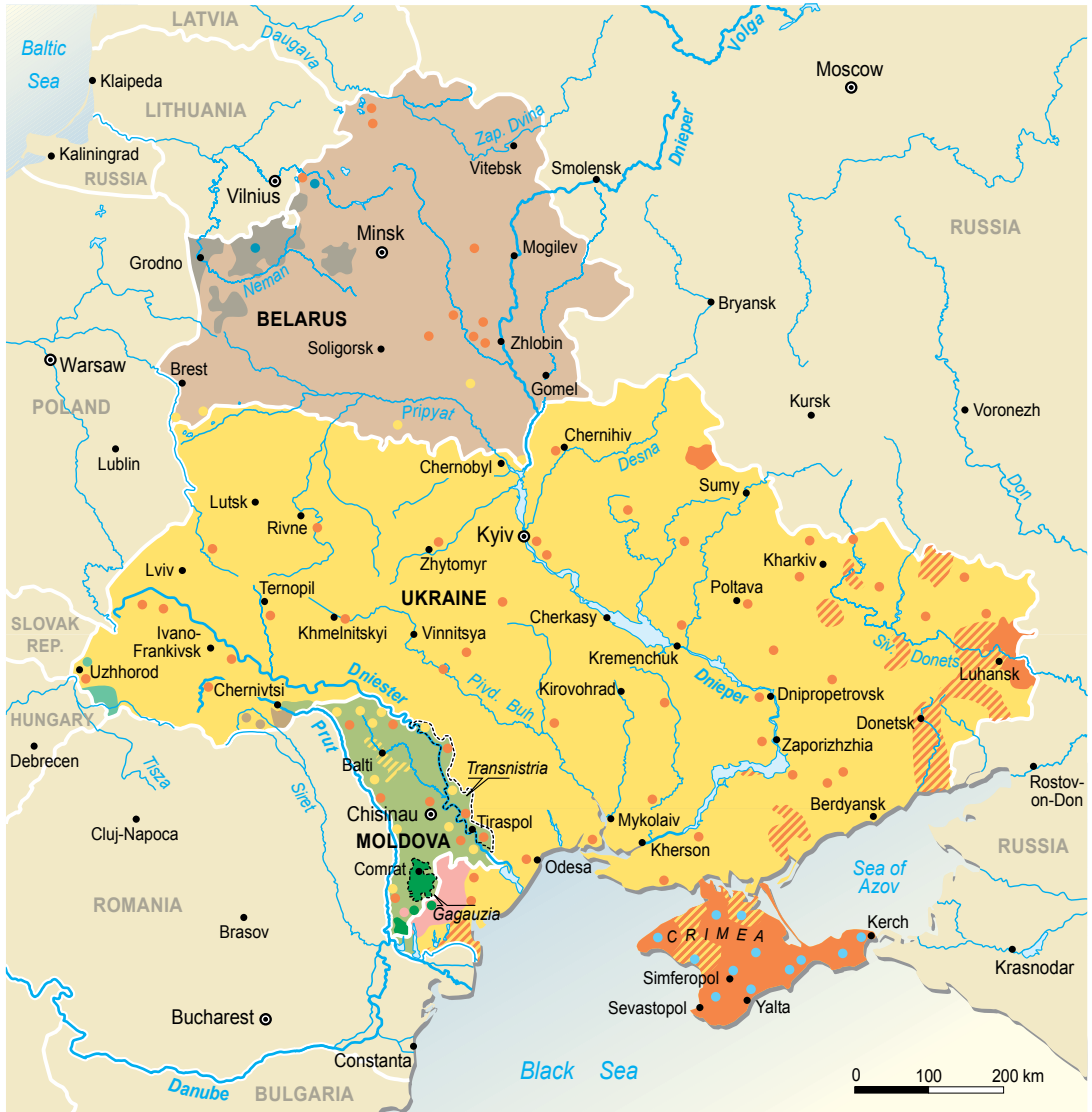 LATVIA
Baltic
Sea
Daugava
Volga
Klaipeda
Moscow
LITHUANIA
Zap. Dvina
Dnieper
Kaliningrad
Vitebsk
Smolensk
RUSSIA
Vilnius
RUSSIA
Minsk
Mogilev
Grodno
Neman
Bryansk
BELARUS
Soligorsk
Zhlobin
Warsaw
Brest
Gomel
POLAND
Pripyat
Kursk
Voronezh
Chernihiv
Lublin
Desna
Chernobyl
Don
Sumy
Lutsk
Rivne
Kyiv
Zhytomyr
Kharkiv
Lviv
Ternopil
Poltava
UKRAINE
SLOVAK
REP.
Ivano-
Frankivsk
Khmelnitskyi
Vinnitsya
Cherkasy
Siv. Donets
Kremenchuk
Luhansk
Uzhhorod
Dniester
Pivd. Buh
Kirovohrad
Dnieper
Dnipropetrovsk
Chernivtsi
HUNGARY
Prut
Donetsk
Debrecen
Tisza
Siret
Balti
Transnistria
Zaporizhzhia
Rostov-
on-Don
Chisinau
Berdyansk
Cluj-Napoca
Tiraspol
Mykolaiv
MOLDOVA
Kherson
RUSSIA
Comrat
Odesa
Sea of
Azov
ROMANIA
Gagauzia
Brasov
CRIMEA
Kerch
Krasnodar
Simferopol
Sevastopol
Yalta
Bucharest
Constanta
Black Sea
Danube
BULGARIA
0 100 200 km